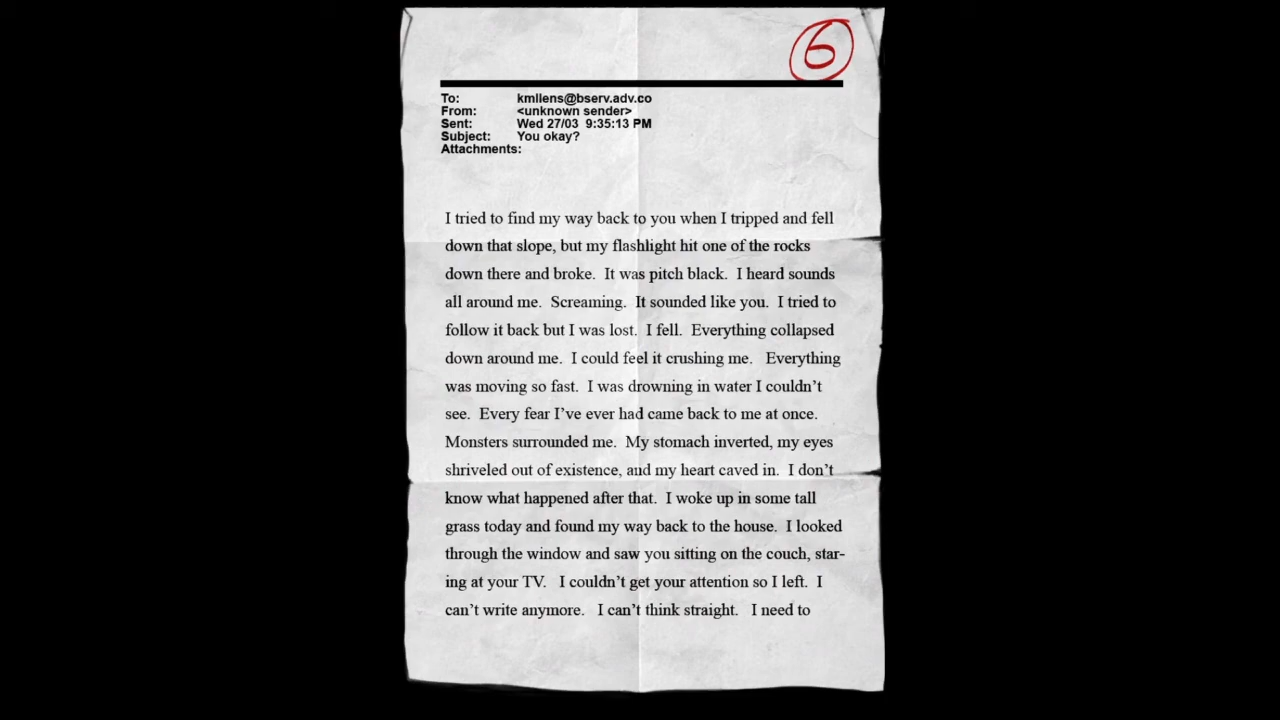 6
To: kmllens@bserv.adv.co
From: <unknown sender>
Sent: Wed 27/03 9:35:13 PM
Subject: You okay?
Attachments:
I tried to find my way back to you when I tripped and fell
down that slope, but my flashlight hit one of the rocks
down there and broke.  It was pitch black.  I heard sounds
all around me.  Screaming.  It sounded like you.  I tried to
follow it back but I was lost.  I fell.  Everything collapsed
down around me.  I could feel it crushing me.   Everything
was moving so fast.  I was drowning in water I couldn’t
see.  Every fear I’ve ever had came back to me at once.
Monsters surrounded me.  My stomach inverted, my eyes
shriveled out of existence, and my heart caved in.  I don’t
know what happened after that.  I woke up in some tall
grass today and found my way back to the house.  I looked
through the window and saw you sitting on the couch, star-
ing at your TV.   I couldn’t get your attention so I left.  I
can’t write anymore.   I can’t think straight.   I need to